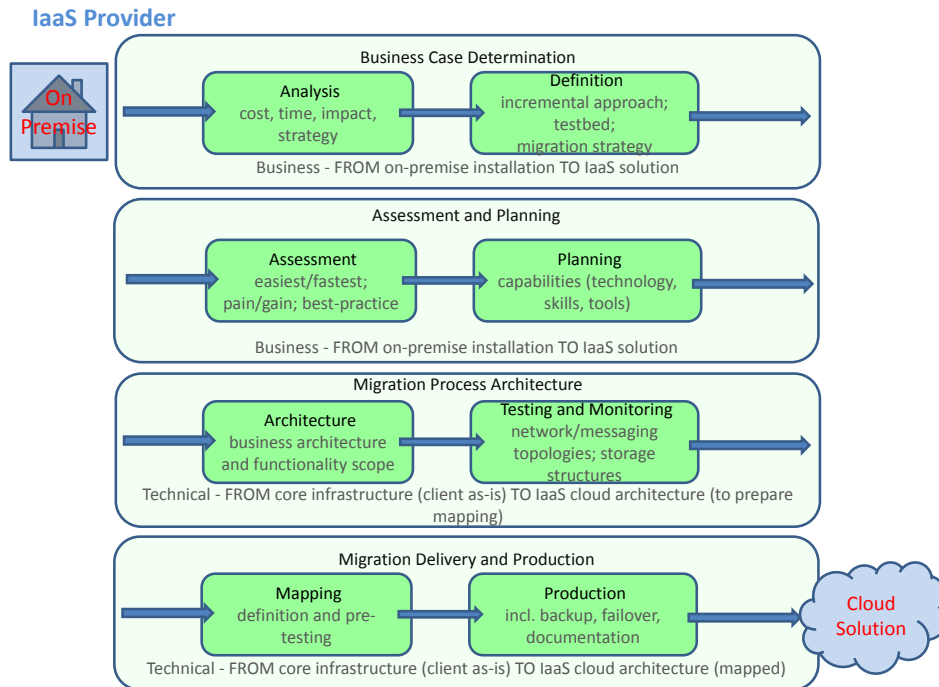 IaaS Provider
On
Premise
Business Case Determination
Analysis
cost, time, impact,
strategy
Definition
incremental approach;
testbed;
migration strategy
Business - FROM on-premise installation TO IaaS solution
Assessment and Planning
Assessment
easiest/fastest;
pain/gain; best-practice
Planning
capabilities (technology,
skills, tools)
Business - FROM on-premise installation TO IaaS solution
Migration Process Architecture
Architecture
business architecture
and functionality scope
Testing and Monitoring
network/messaging
topologies; storage
structures
Technical - FROM core infrastructure (client as-is) TO IaaS cloud architecture (to prepare
mapping)
Migration Delivery and Production
Mapping
definition and pre-
testing
Production
incl. backup, failover,
documentation
Technical - FROM core infrastructure (client as-is) TO IaaS cloud architecture (mapped)
Cloud
Solution